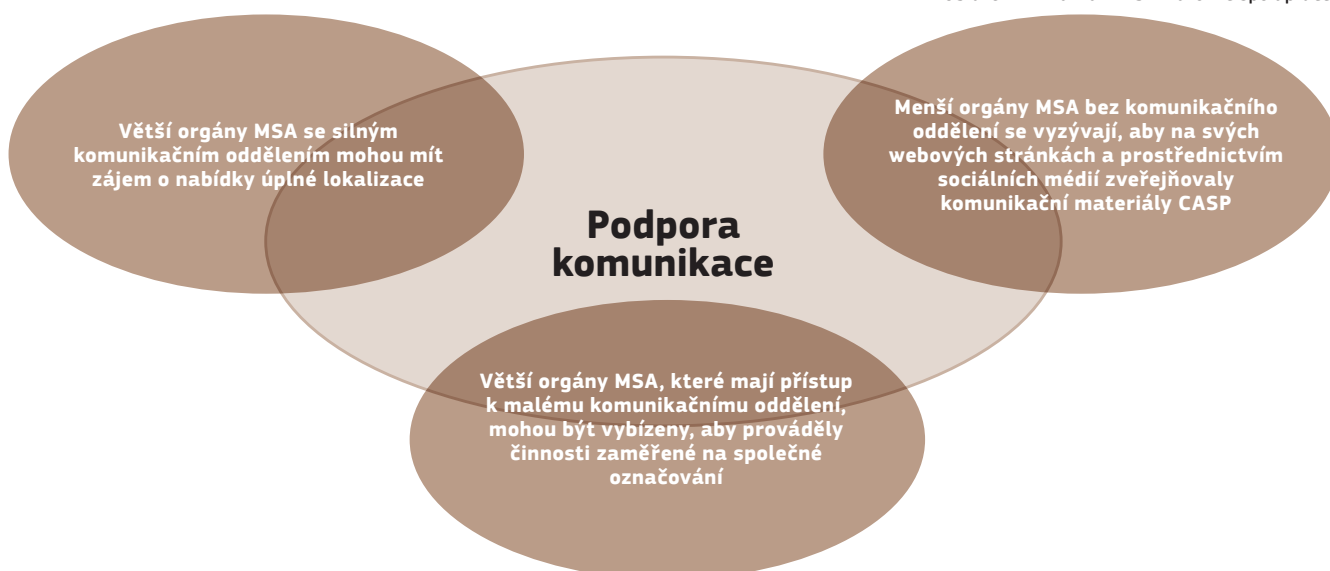 Větší orgány MSA se silným
komunikačním oddělením mohou mít
zájem o nabídky úplné lokalizace
Menší orgány MSA bez komunikačního
oddělení se vyzývají, aby na svých
webových stránkách a prostřednictvím
sociálních médií zveřejňovaly
komunikační materiály CASP
Podpora
komunikace
Větší orgány MSA, které mají přístup
k malému komunikačnímu oddělení,
mohou být vybízeny, aby prováděly
činnosti zaměřené na společné
označování